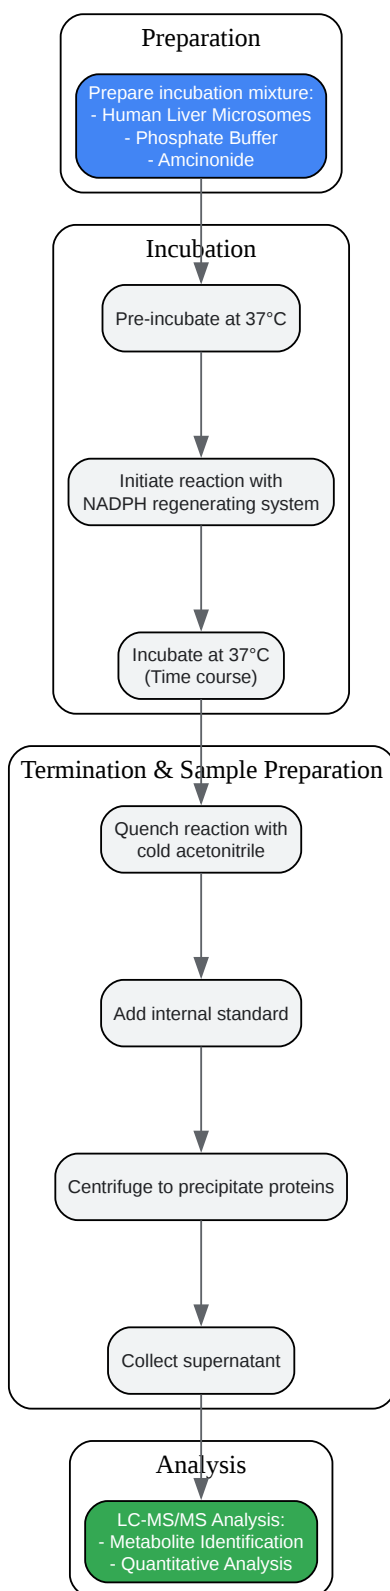 Preparation
Prepare incubation mixture:
- Human Liver Microsomes
- Phosphate Buffer
- Amcinonide
Incubation
Pre-incubate at 37°C
Initiate reaction with
NADPH regenerating system
Incubate at 37°C
(Time course)
Termination & Sample Preparation
Quench reaction with
cold acetonitrile
Add internal standard
Centrifuge to precipitate proteins
Collect supernatant
Analysis
LC-MS/MS Analysis:
- Metabolite Identification
- Quantitative Analysis